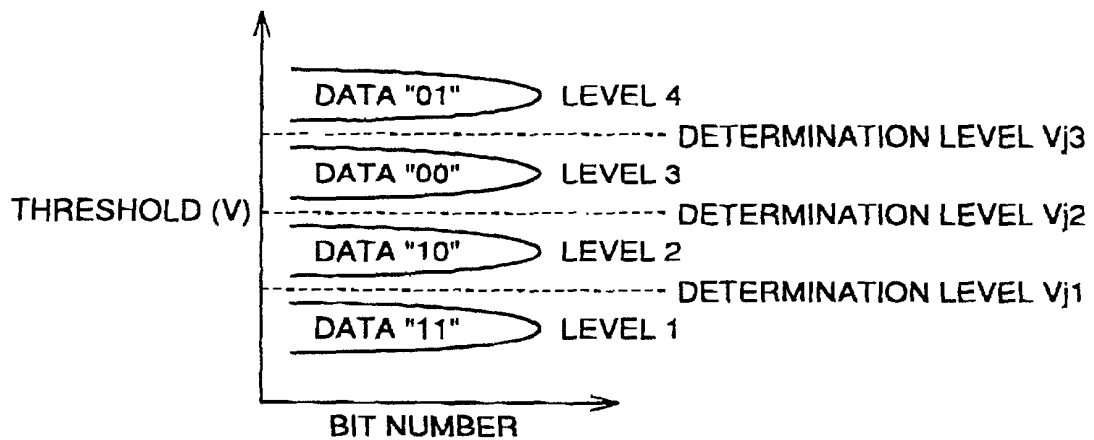 DATA "01" LEVEL 4
DETERMINATION LEVEL Vj3
DATA "00" LEVEL 3
THRESHOLD (V)
DETERMINATION LEVEL Vj2
DATA "10" LEVEL 2
DETERMINATION LEVEL Vj1
DATA "11" LEVEL 1
BIT NUMBER